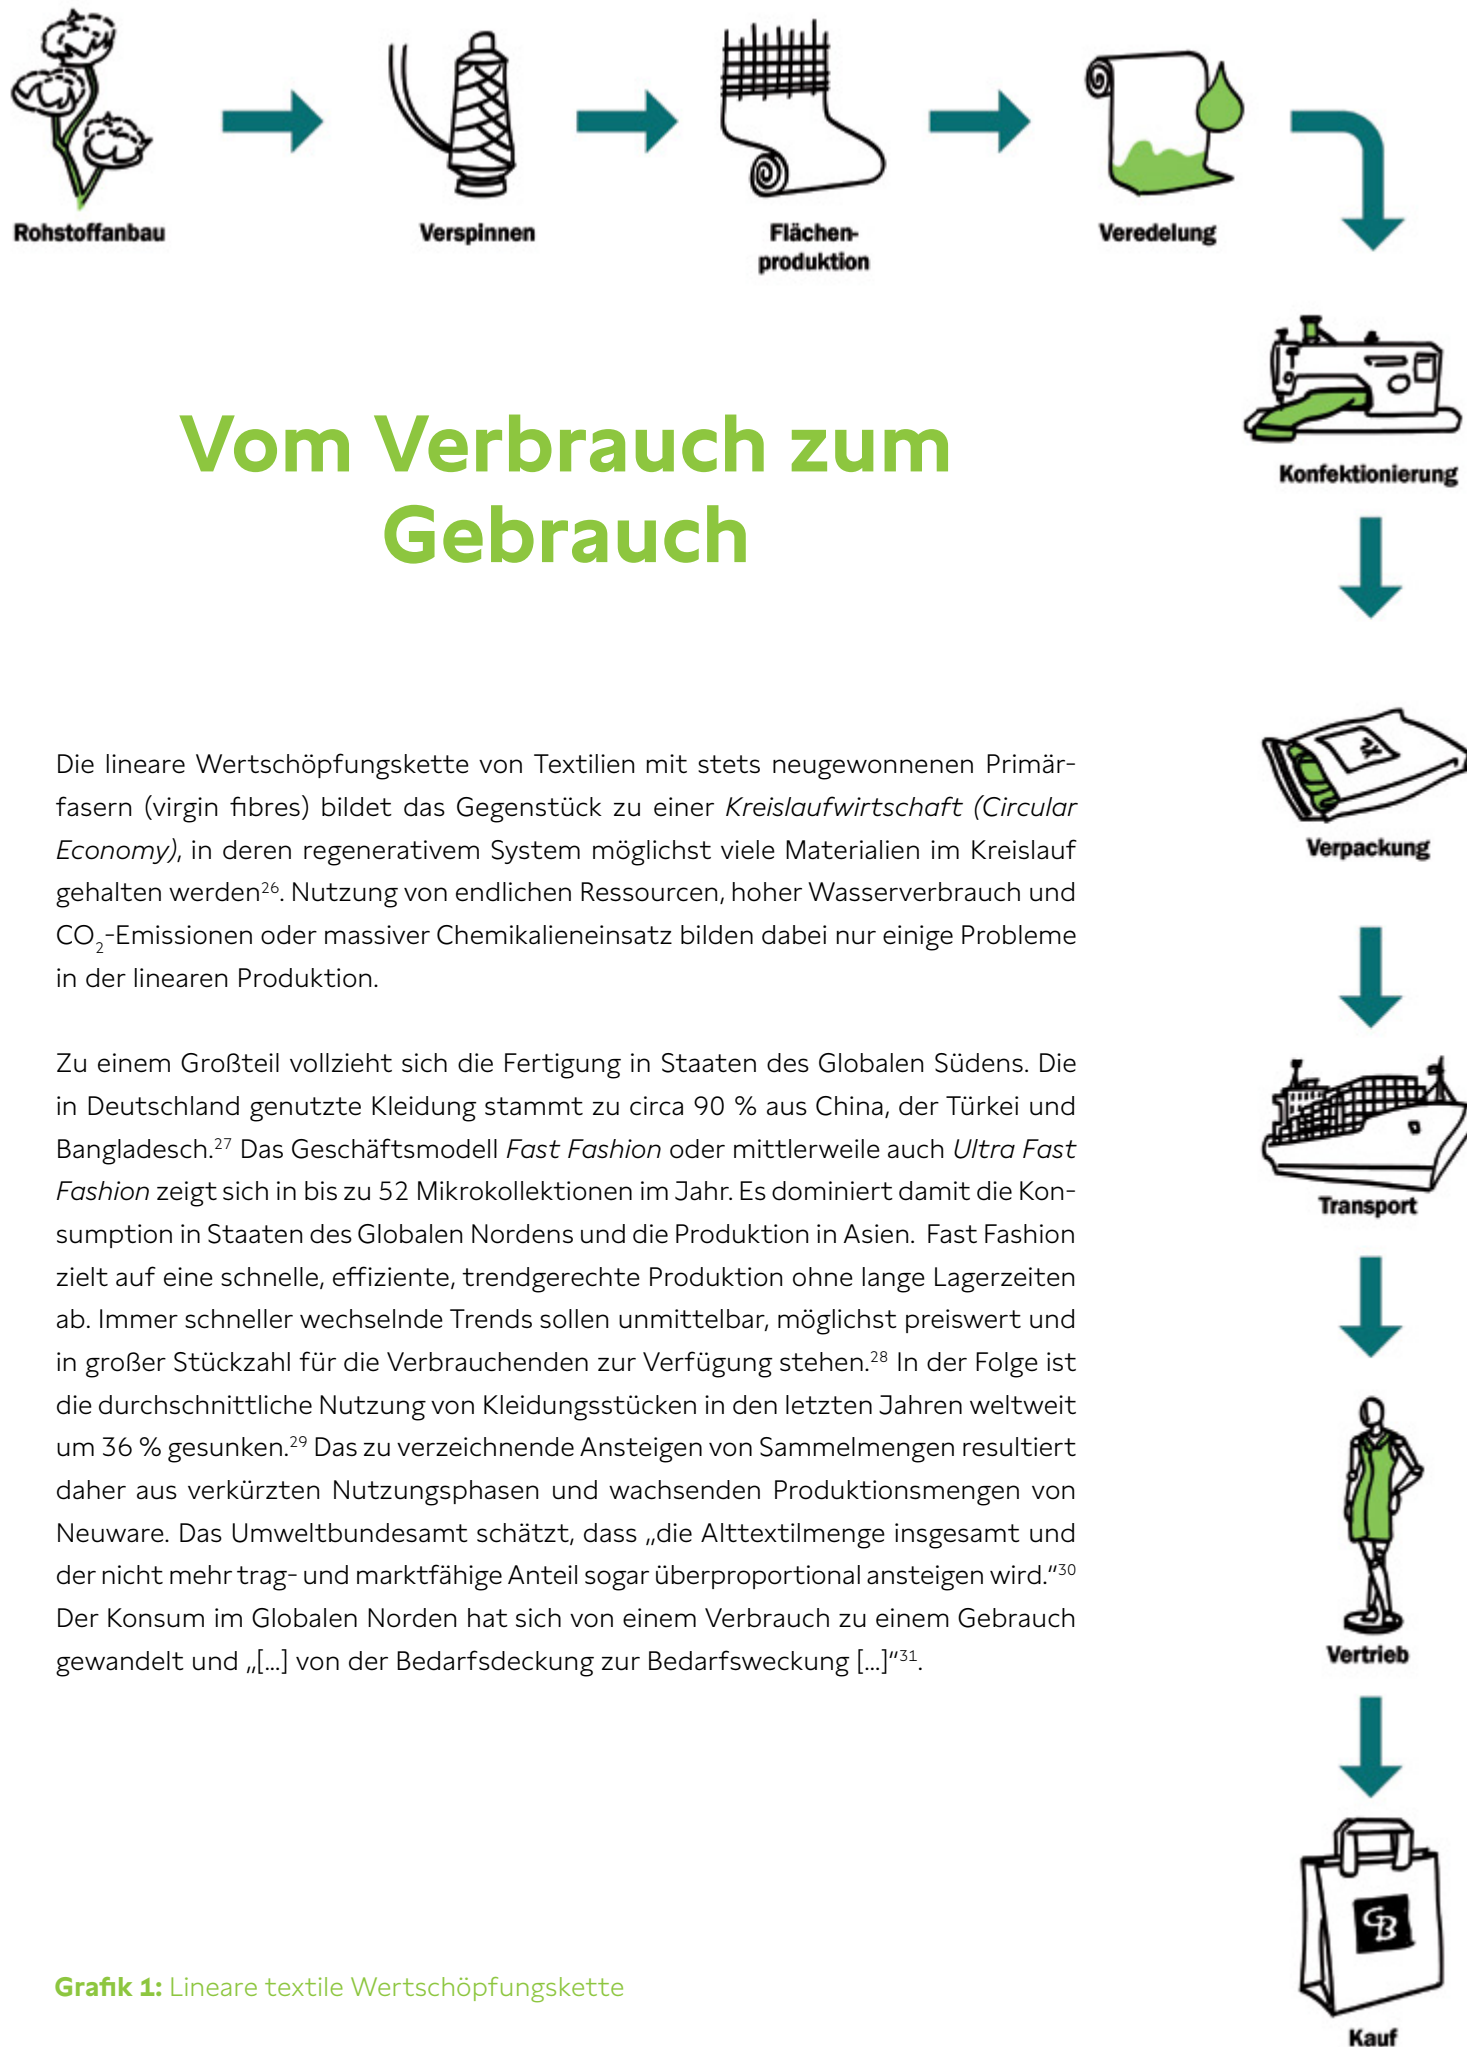 Rohstoffanbau
Verspinnen
Flächen-
produktion
Veredelung
Konfektionierung
Verpackung
Transport
Vertrieb
GB
Kauf
Vom Verbrauch zum
Gebrauch
Die lineare Wertschöpfungskette von Textilien mit stets neugewonnenen Primär-
fasern (virgin fibres) bildet das Gegenstück zu einer Kreislaufwirtschaft (Circular
Economy), in deren regenerativem System möglichst viele Materialien im Kreislauf
gehalten werden²⁶. Nutzung von endlichen Ressourcen, hoher Wasserverbrauch und
CO₂-Emissionen oder massiver Chemikalieneinsatz bilden dabei nur einige Probleme
in der linearen Produktion.
Zu einem Großteil vollzieht sich die Fertigung in Staaten des Globalen Südens. Die
in Deutschland genutzte Kleidung stammt zu circa 90 % aus China, der Türkei und
Bangladesch.²⁷ Das Geschäftsmodell Fast Fashion oder mittlerweile auch Ultra Fast
Fashion zeigt sich in bis zu 52 Mikrokollektionen im Jahr. Es dominiert damit die Kon-
sumption in Staaten des Globalen Nordens und die Produktion in Asien. Fast Fashion
zielt auf eine schnelle, effiziente, trendgerechte Produktion ohne lange Lagerzeiten
ab. Immer schneller wechselnde Trends sollen unmittelbar, möglichst preiswert und
in großer Stückzahl für die Verbrauchenden zur Verfügung stehen.²⁸ In der Folge ist
die durchschnittliche Nutzung von Kleidungsstücken in den letzten Jahren weltweit
um 36 % gesunken.²⁹ Das zu verzeichnende Ansteigen von Sammelmengen resultiert
daher aus verkürzten Nutzungsphasen und wachsenden Produktionsmengen von
Neuware. Das Umweltbundesamt schätzt, dass „die Alttextilmenge insgesamt und
der nicht mehr trag- und marktfähige Anteil sogar überproportional ansteigen wird.“³⁰
Der Konsum im Globalen Norden hat sich von einem Verbrauch zu einem Gebrauch
gewandelt und „[…] von der Bedarfsdeckung zur Bedarfsweckung […]“³¹.
Grafik 1: Lineare textile Wertschöpfungskette